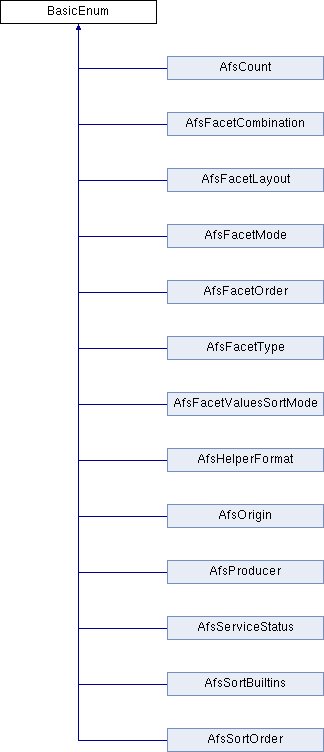 BasicEnum
AfsCount
AfsFacetCombination
AfsFacetLayout
AfsFacetMode
AfsFacetOrder
AfsFacetType
AfsFacetValuesSortMode
AfsHelperFormat
AfsOrigin
AfsProducer
AfsServiceStatus
AfsSortBuiltins
AfsSortOrder